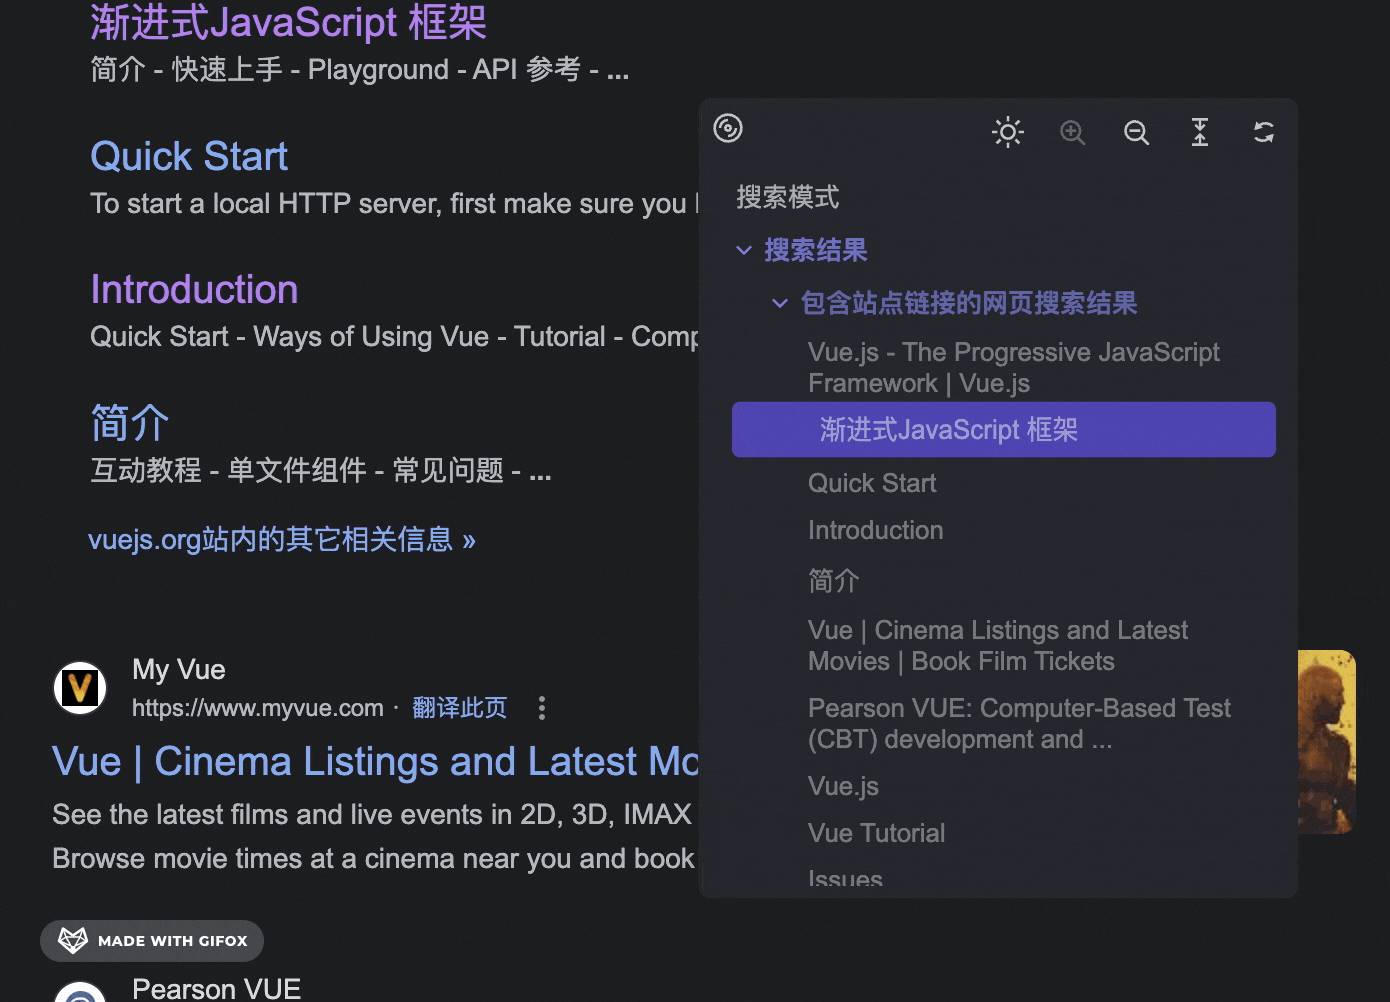 渐进式JavaScript 框架
简介 - 快速上手 - Playground - API 参考 - ...
Quick Start
To start a local HTTP server, first make sure you
Introduction
Quick Start - Ways of Using Vue - Tutorial - Comp
简介
互动教程 - 单文件组件 - 常见问题 - ...
vuejs.org站内的其它相关信息 »
My Vue
https://www.myvue.com · 翻译此页
Vue | Cinema Listings and Latest Mo
See the latest films and live events in 2D, 3D, IMAX
Browse movie times at a cinema near you and book
MADE WITH GIFOX
Pearson VUE
搜索模式
搜索结果
包含站点链接的网页搜索结果
Vue.js - The Progressive JavaScript
Framework | Vue.js
渐进式JavaScript 框架
Quick Start
Introduction
简介
Vue | Cinema Listings and Latest
Movies | Book Film Tickets
Pearson VUE: Computer-Based Test
(CBT) development and ...
Vue.js
Vue Tutorial
Issues